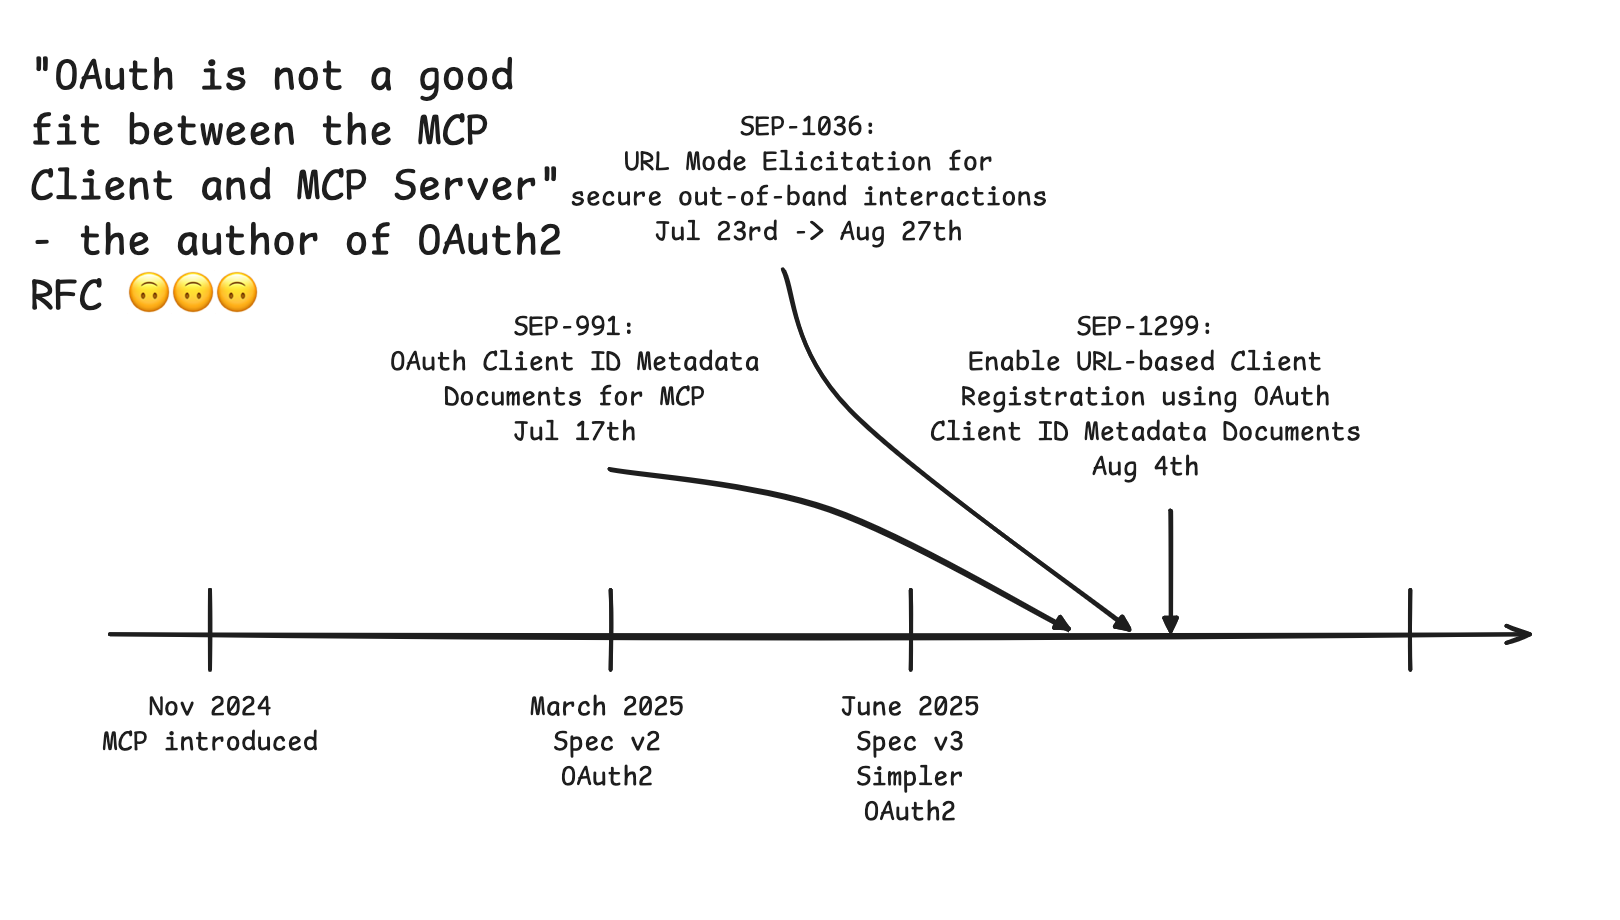 "OAuth is not a good
fit between the MCP
Client and MCP Server"
- the author of OAuth2
RFC 🙃🙃🙃
SEP-1036:
URL Mode Elicitation for
secure out-of-band interactions
Jul 23rd -> Aug 27th
SEP-991:
OAuth Client ID Metadata
Documents for MCP
Jul 17th
SEP-1299:
Enable URL-based Client
Registration using OAuth
Client ID Metadata Documents
Aug 4th
Nov 2024
MCP introduced
March 2025
Spec v2
OAuth2
June 2025
Spec v3
Simpler
OAuth2